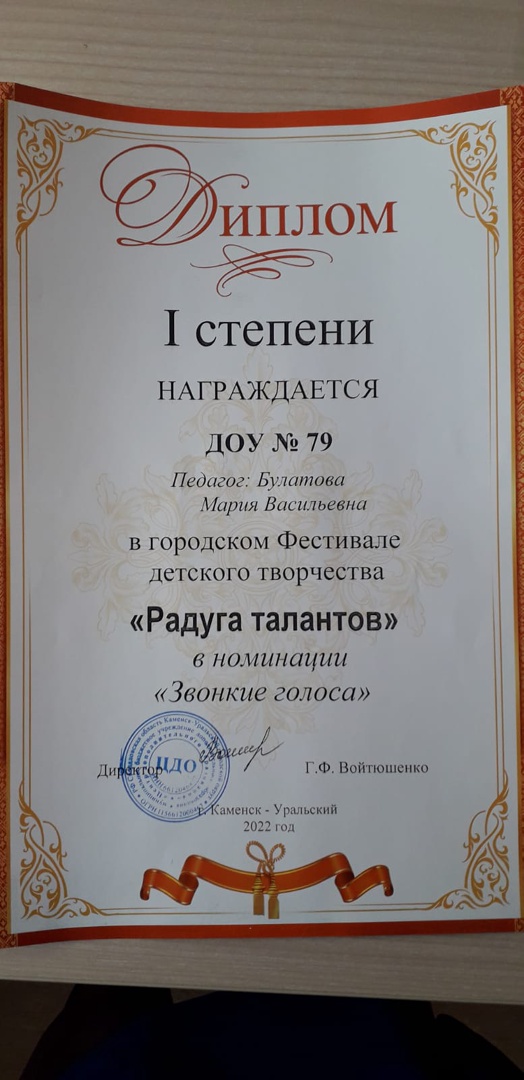 Диплом
I степени
НАГРАЖДАЕТСЯ
ДОУ № 79
Педагог: Булатова
Мария Васильевна
в городском Фестивале
детского творчества
«Радуга талантов»
в номинации
«Звонкие голоса»
ЦДО
Директор
Г.Ф. Войтюшенко
г. Каменск - Уральский
2022 год